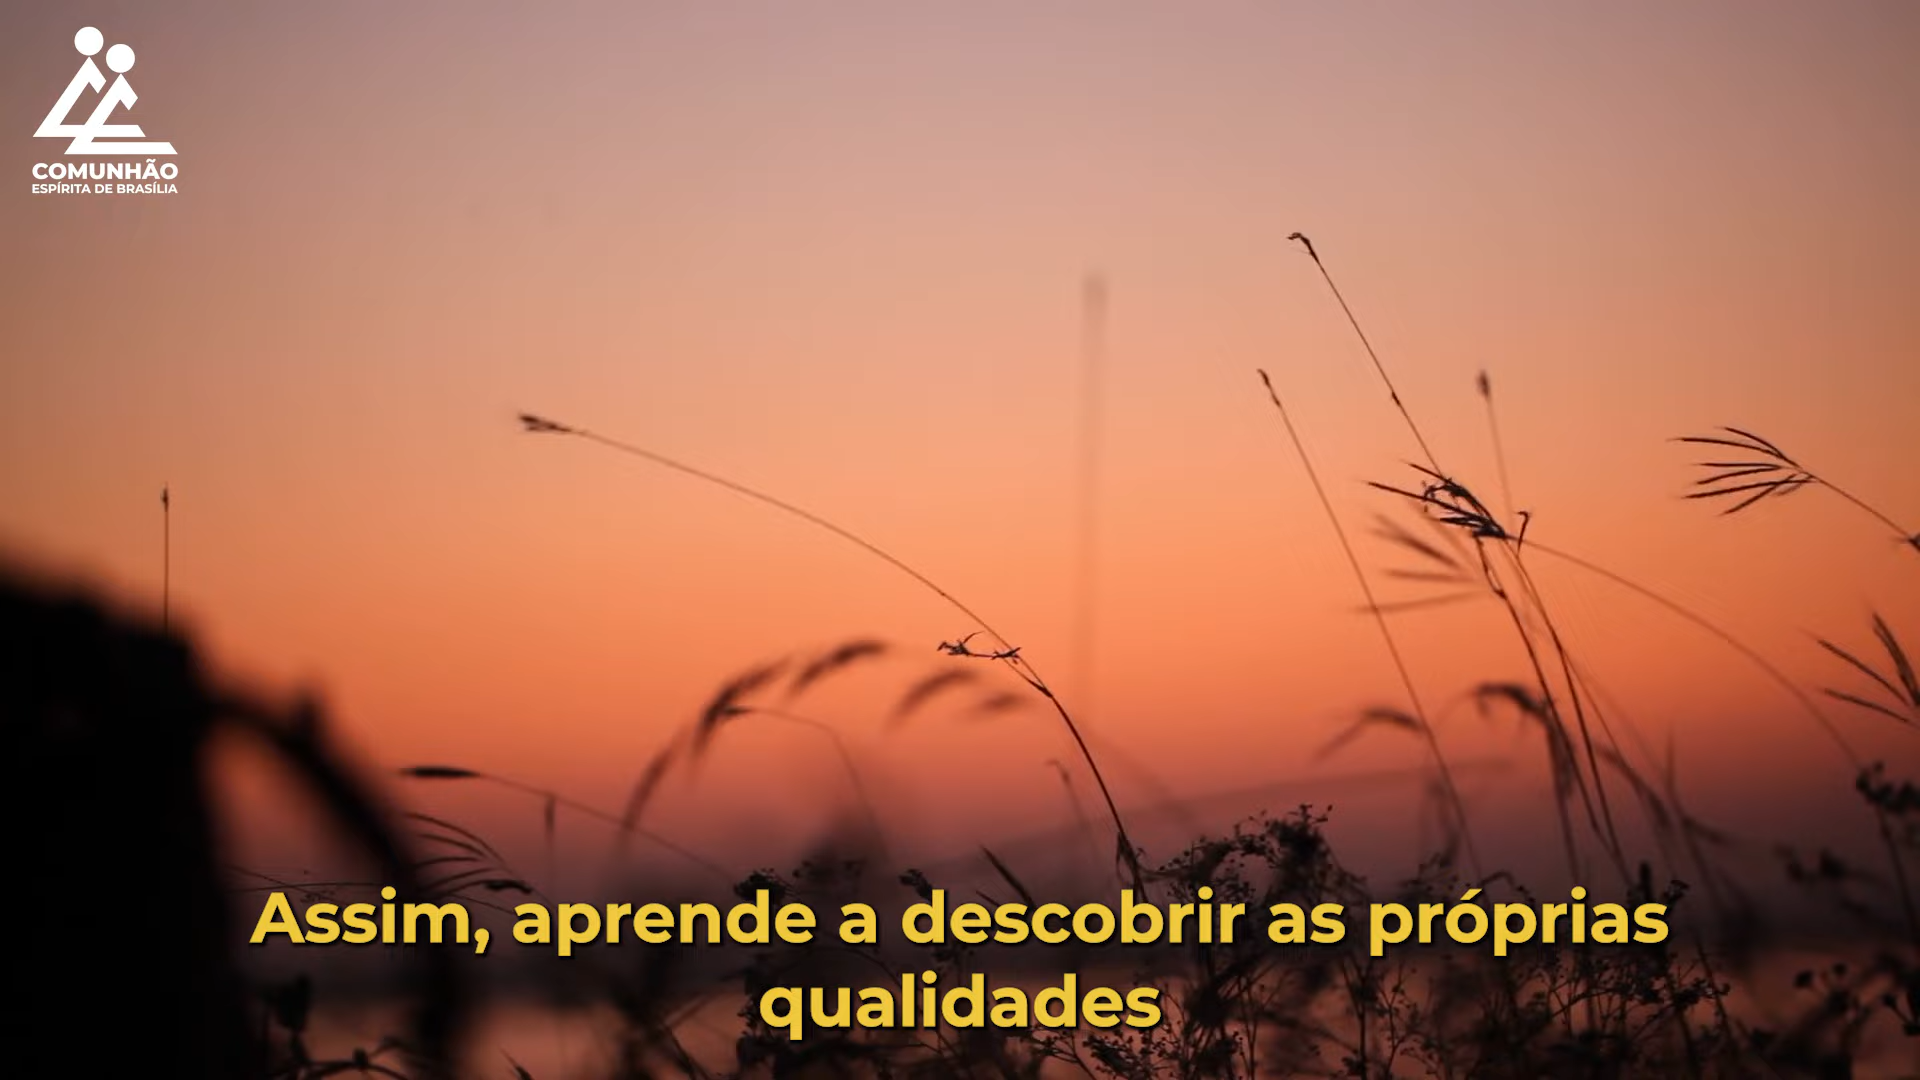 COMUNHÃO
ESPÍRITA DE BRASÍLIA
Assim, aprende a descobrir as próprias
qualidades